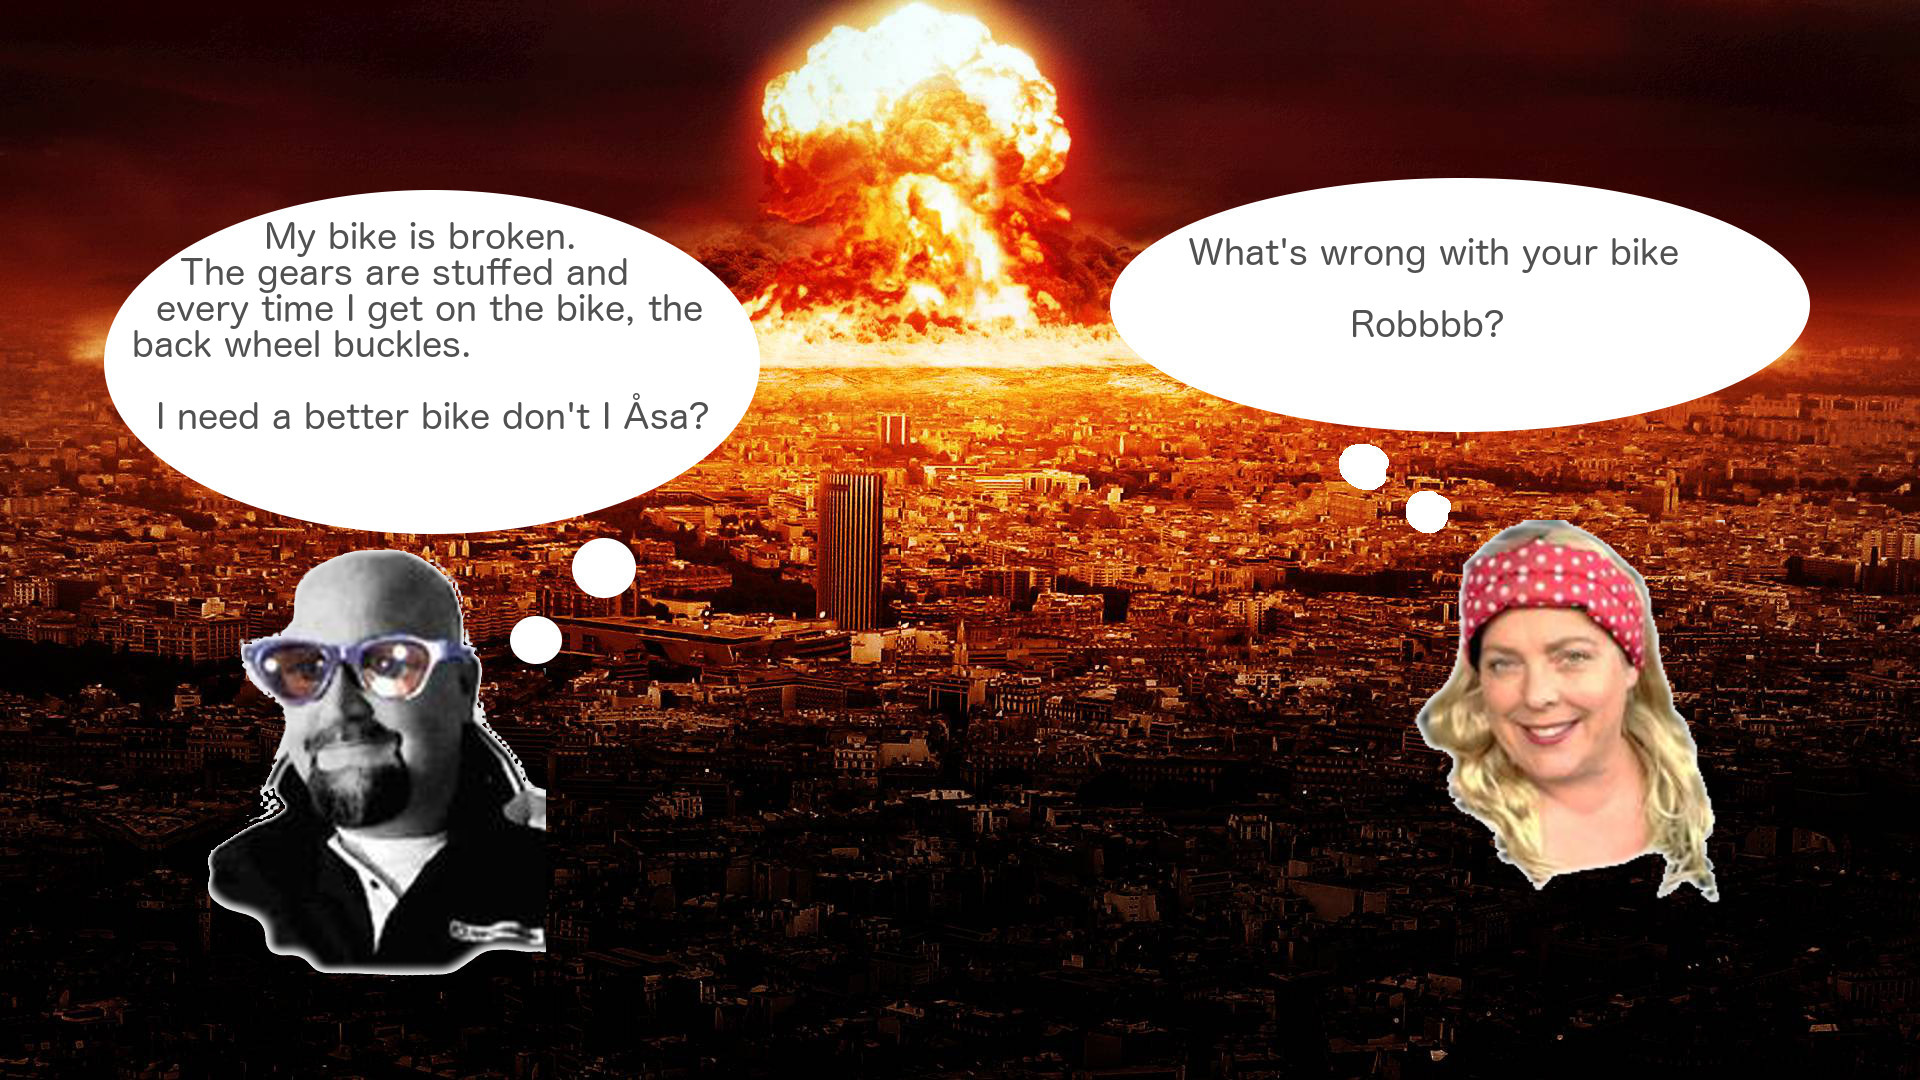 My bike is broken.
The gears are stuffed and
every time I get on the bike, the
back wheel buckles.
I need a better bike don't I Åsa?
What's wrong with your bike
Robbbb?